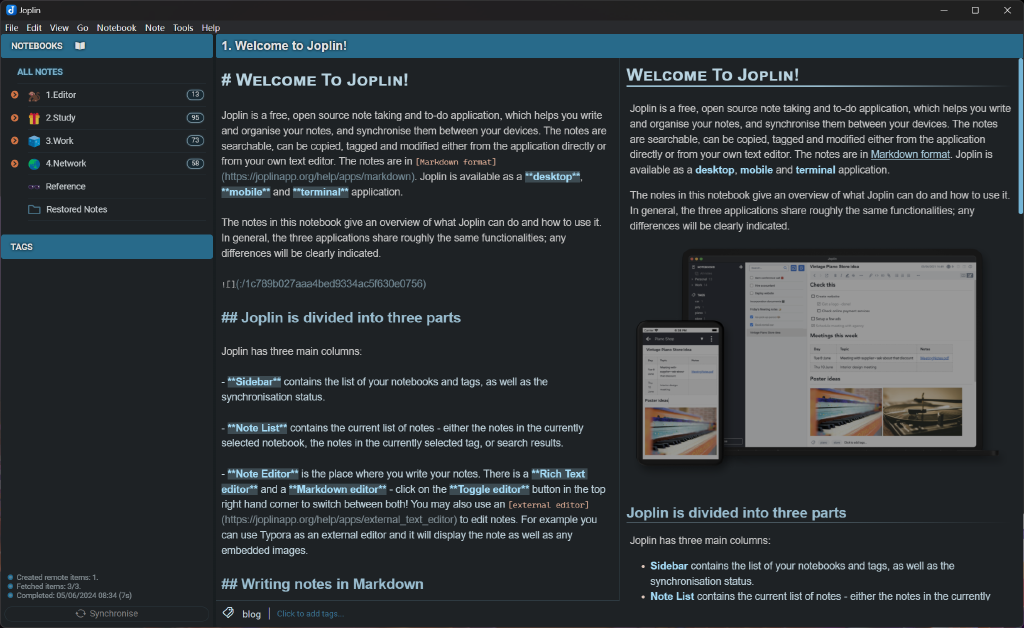 Joplin
File Edit View Go Notebook Note Tools Help
NOTEBOOKS
ALL NOTES
1.Editor 13
2.Study 95
3.Work 73
4.Network 58
Reference
Restored Notes
TAGS
Created remote items: 1.
Fetched items: 3/3.
Completed: 05/06/2024 08:34 (7s)
Synchronise
1. Welcome to Joplin!
# Welcome To Joplin!
Joplin is a free, open source note taking and to-do application, which helps you write
and organise your notes, and synchronise them between your devices. The notes are
searchable, can be copied, tagged and modified either from the application directly or
from your own text editor. The notes are in [Markdown format]
(https://joplinapp.org/help/apps/markdown). Joplin is available as a **desktop**,
**mobile** and **terminal** application.
The notes in this notebook give an overview of what Joplin can do and how to use it.
In general, the three applications share roughly the same functionalities; any
differences will be clearly indicated.
![](:/1c789b027aaa4bed9334ac5f630e0756)
## Joplin is divided into three parts
Joplin has three main columns:
- **Sidebar** contains the list of your notebooks and tags, as well as the
synchronisation status.
- **Note List** contains the current list of notes - either the notes in the currently
selected notebook, the notes in the currently selected tag, or search results.
- **Note Editor** is the place where you write your notes. There is a **Rich Text
editor** and a **Markdown editor** - click on the **Toggle editor** button in the top
right hand corner to switch between both! You may also use an [external editor]
(https://joplinapp.org/help/apps/external_text_editor) to edit notes. For example you
can use Typora as an external editor and it will display the note as well as any
embedded images.
## Writing notes in Markdown
blog
Click to add tags...
Welcome To Joplin!
Joplin is a free, open source note taking and to-do application, which helps you write
and organise your notes, and synchronise them between your devices. The notes
are searchable, can be copied, tagged and modified either from the application
directly or from your own text editor. The notes are in Markdown format. Joplin is
available as a desktop, mobile and terminal application.
The notes in this notebook give an overview of what Joplin can do and how to use it.
In general, the three applications share roughly the same functionalities; any
differences will be clearly indicated.
Vintage Piano Store idea
Check this
Meetings this week
Poster ideas
Vintage Piano Store idea
Poster ideas
Joplin is divided into three parts
Joplin has three main columns:
• Sidebar contains the list of your notebooks and tags, as well as the
synchronisation status.
• Note List contains the current list of notes - either the notes in the currently